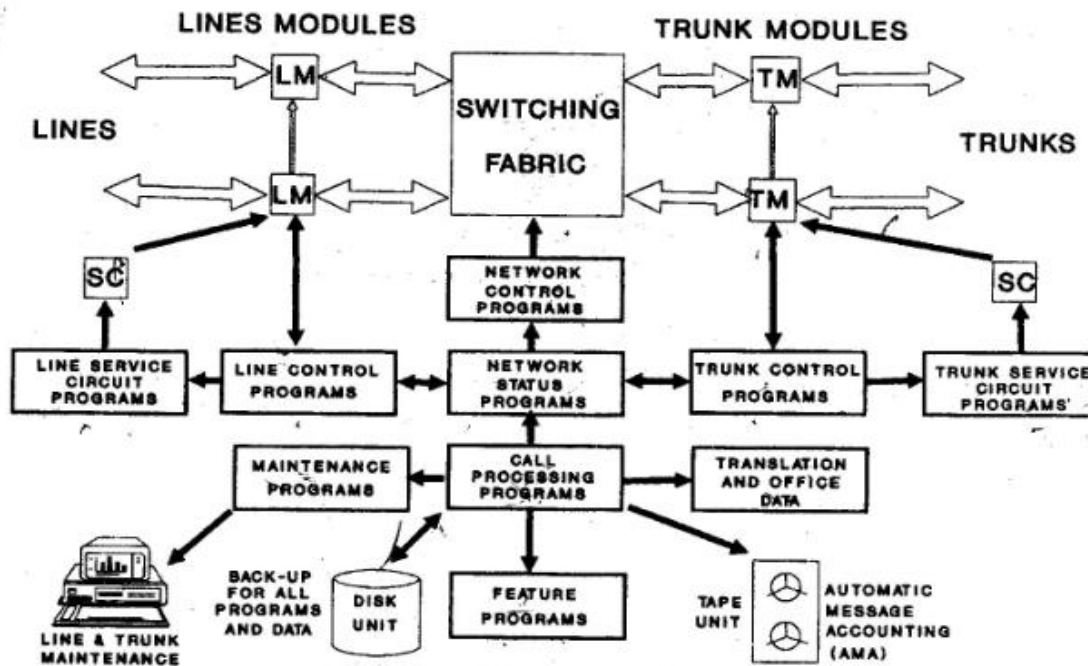 LINES MODULES
TRUNK MODULES
LM
SWITCHING
FABRIC
TM
LINES
TRUNKS
LM
TM
SC
NETWORK
CONTROL
PROGRAMS
SC
LINE SERVICE
CIRCUIT PROGRAMS
LINE CONTROL
PROGRAMS
NETWORK
STATUS
PROGRAMS
TRUNK CONTROL
PROGRAMS
TRUNK SERVICE
CIRCUIT
PROGRAMS
MAINTENANCE
PROGRAMS
CALL
PROCESSING
PROGRAMS
TRANSLATION
AND OFFICE
DATA
LINE & TRUNK
MAINTENANCE
BACK-UP
FOR ALL
PROGRAMS
AND DATA
DISK
UNIT
FEATURE
PROGRAMS
TAPE
UNIT
AUTOMATIC
MESSAGE
ACCOUNTING
(AMA)